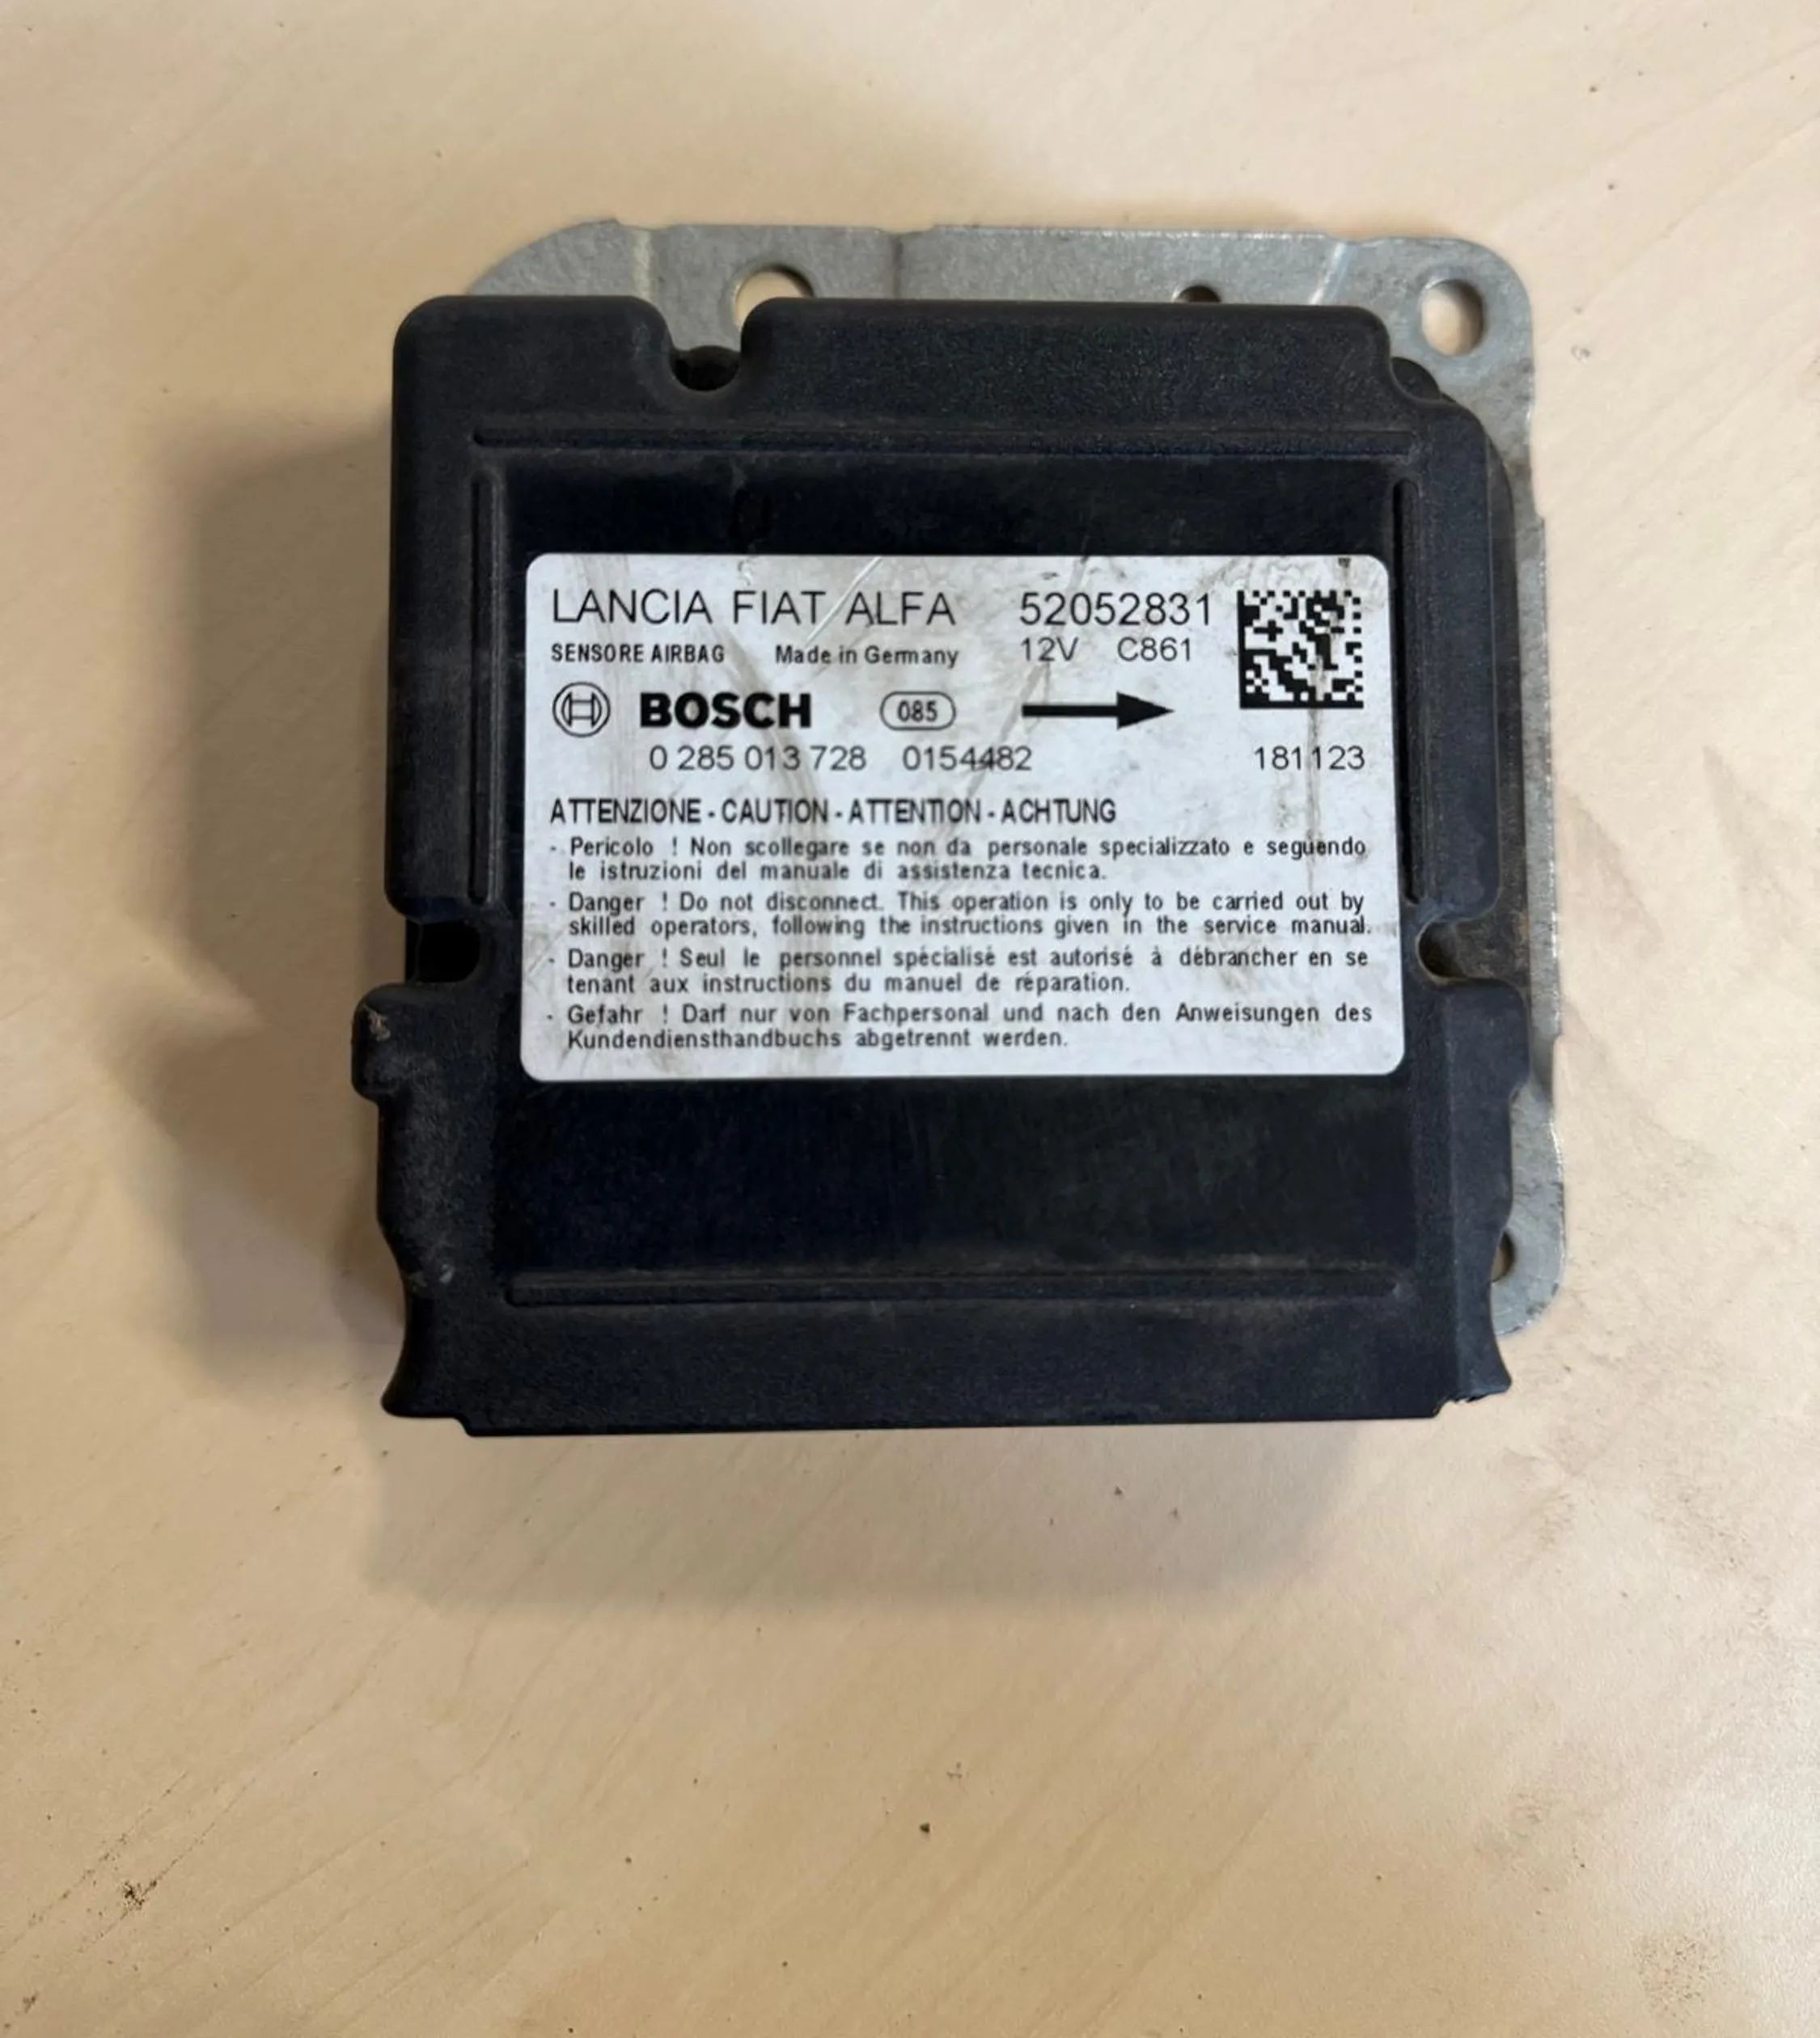 LANCIA FIAT ALFA 52052831
SENSORE AIRBAG Made in Germany 12V C861
BOSCH 085
0 285 013 728 0154482 181123
ATTENZIONE - CAUTION - ATTENTION - ACHTUNG
- Pericolo ! Non scollegare se non da personale specializzato e seguendo
le istruzioni del manuale di assistenza tecnica.
- Danger ! Do not disconnect. This operation is only to be carried out by
skilled operators, following the instructions given in the service manual.
- Danger ! Seul le personnel spécialisé est autorisé à débrancher en se
tenant aux instructions du manuel de réparation.
- Gefahr ! Darf nur von Fachpersonal und nach den Anweisungen des
Kundendiensthandbuchs abgetrennt werden.